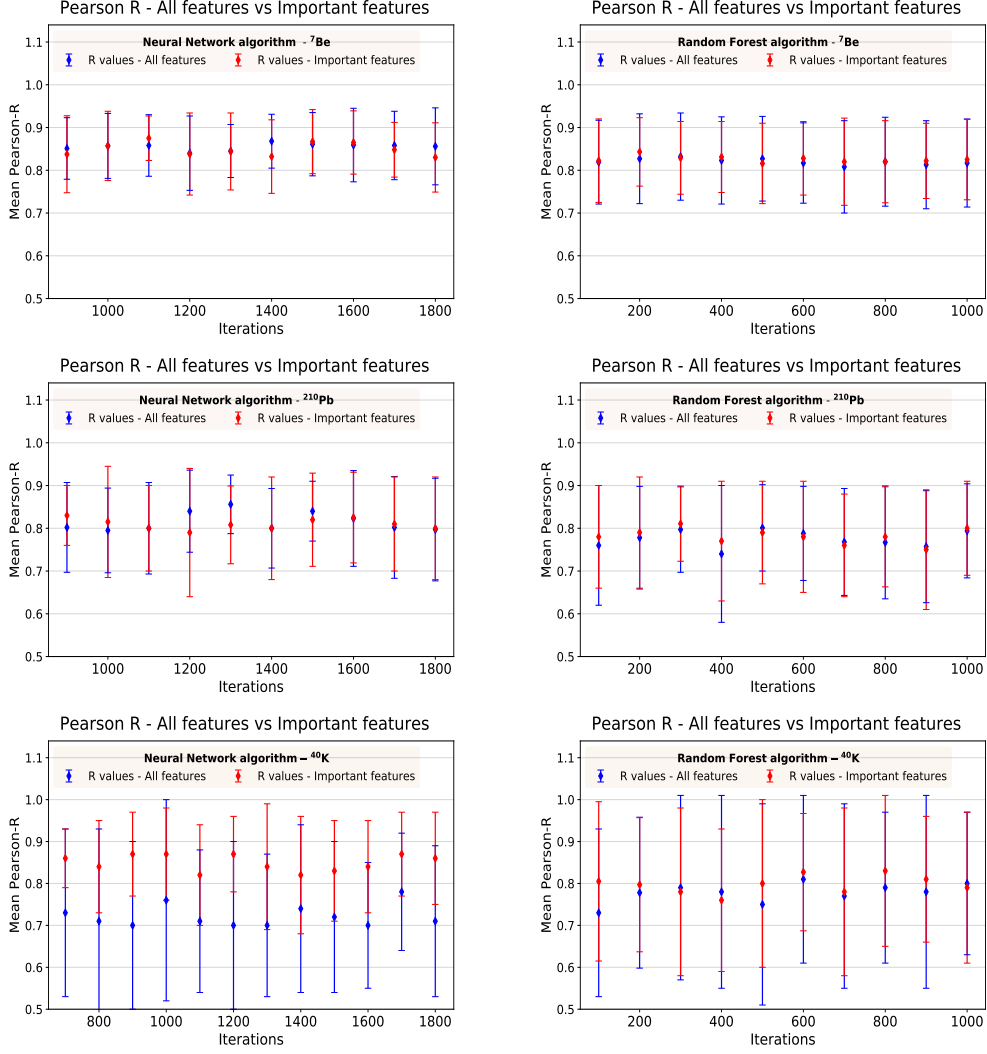 Pearson R - All features vs Important features
Neural Network algorithm - ⁷Be
R values - All features
R values - Important features
Mean Pearson-R
1.1
1.0
0.9
0.8
0.7
0.6
0.5
1000 1200 1400 1600 1800
Iterations
Pearson R - All features vs Important features
Random Forest algorithm - ⁷Be
R values - All features
R values - Important features
Mean Pearson-R
1.1
1.0
0.9
0.8
0.7
0.6
0.5
200 400 600 800 1000
Iterations
Pearson R - All features vs Important features
Neural Network algorithm - ²¹⁰Pb
R values - All features
R values - Important features
Mean Pearson-R
1.1
1.0
0.9
0.8
0.7
0.6
0.5
1000 1200 1400 1600 1800
Iterations
Pearson R - All features vs Important features
Random Forest algorithm - ²¹⁰Pb
R values - All features
R values - Important features
Mean Pearson-R
1.1
1.0
0.9
0.8
0.7
0.6
0.5
200 400 600 800 1000
Iterations
Pearson R - All features vs Important features
Neural Network algorithm – ⁴⁰K
R values - All features
R values - Important features
Mean Pearson-R
1.1
1.0
0.9
0.8
0.7
0.6
0.5
800 1000 1200 1400 1600 1800
Iterations
Pearson R - All features vs Important features
Random Forest algorithm – ⁴⁰K
R values - All features
R values - Important features
Mean Pearson-R
1.1
1.0
0.9
0.8
0.7
0.6
0.5
200 400 600 800 1000
Iterations